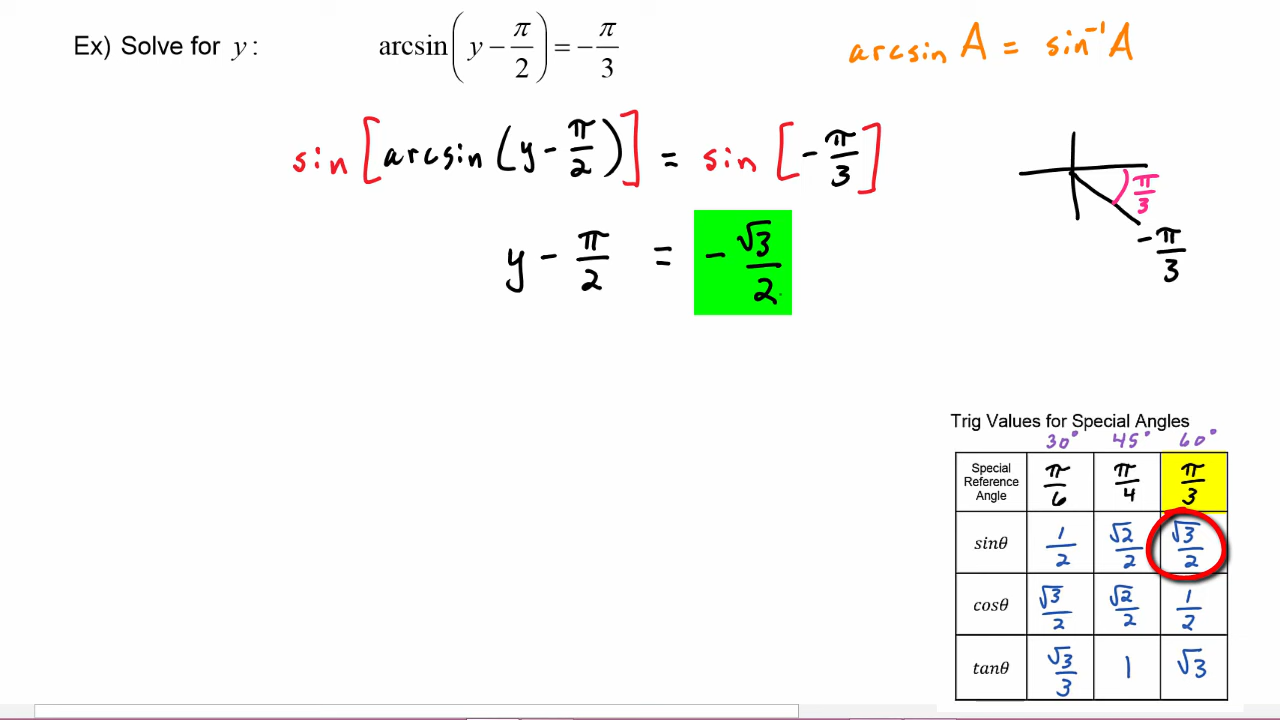 Ex) Solve for y: arcsin(y − π/2) = −π/3
arcsin A = sin⁻¹A
sin[arcsin(y − π/2)] = sin[−π/3]
y − π/2 = −√3/2
π/3
−π/3
Trig Values for Special Angles
30° 45° 60°
Special Reference Angle π/6 π/4 π/3
sinθ 1/2 √2/2 √3/2
cosθ √3/2 √2/2 1/2
tanθ √3/3 1 √3